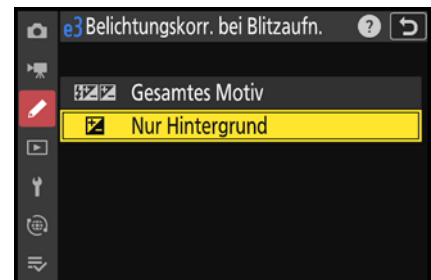 e3 Belichtungskorr. bei Blitzaufn. ?
Gesamtes Motiv
Nur Hintergrund